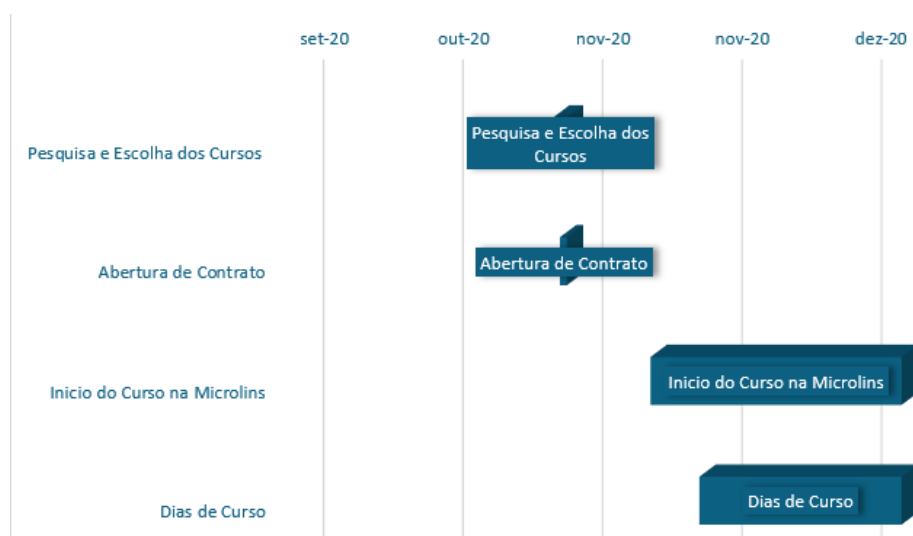 set-20 out-20 nov-20 nov-20 dez-20
Pesquisa e Escolha dos Cursos
Pesquisa e Escolha dos
Cursos
Abertura de Contrato
Abertura de Contrato
Inicio do Curso na Microlins
Inicio do Curso na Microlins
Dias de Curso
Dias de Curso